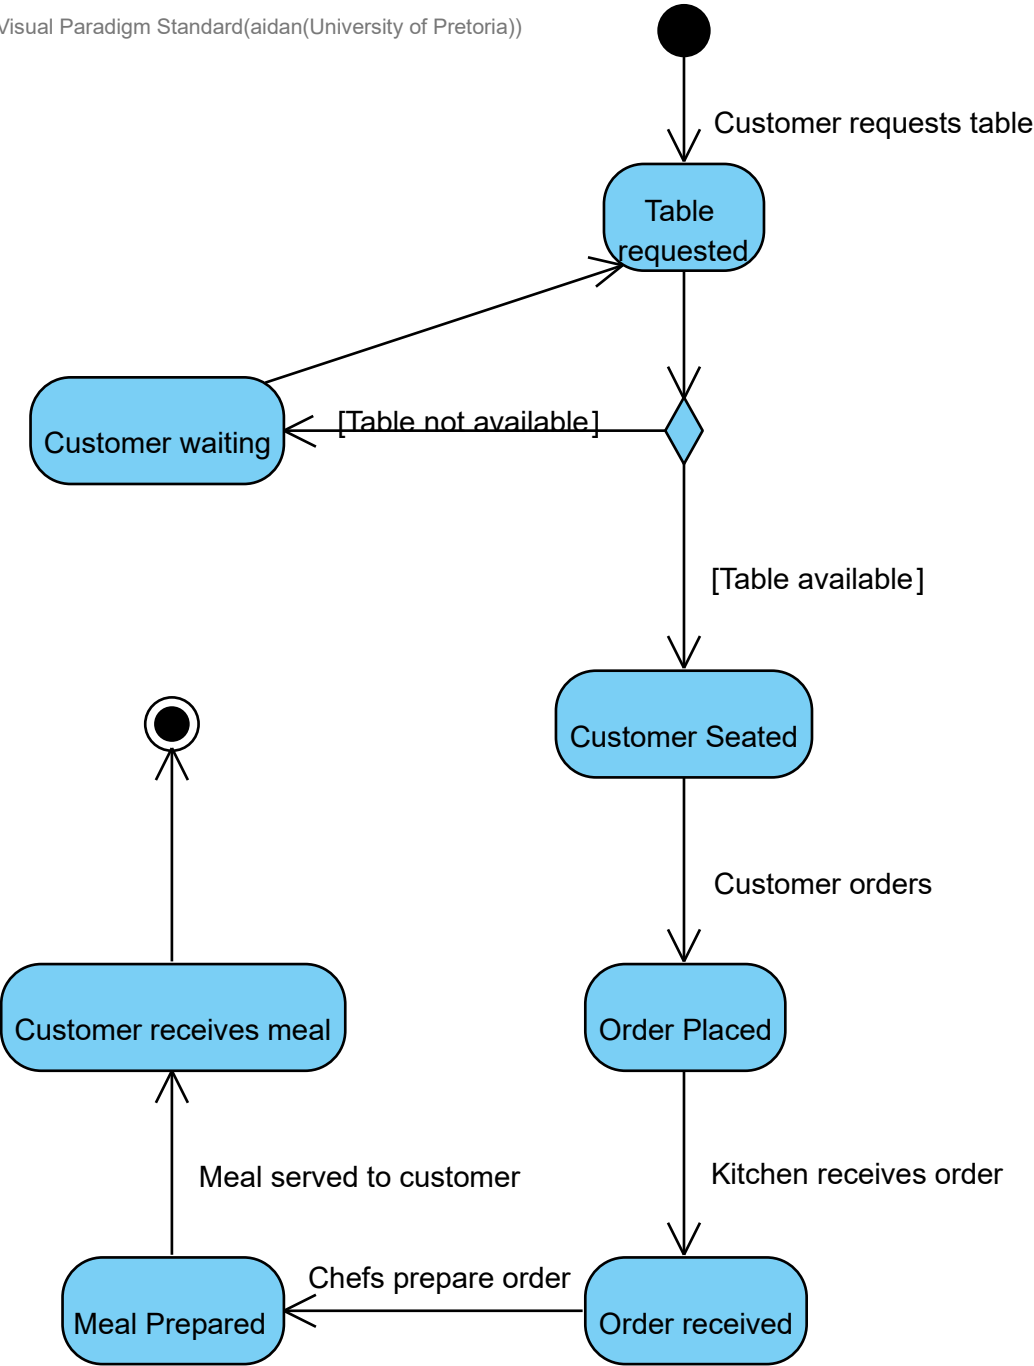 Visual Paradigm Standard(aidan(University of Pretoria))
Customer requests table
Table
requested
[Table not available]
Customer waiting
[Table available]
Customer Seated
Customer orders
Order Placed
Customer receives meal
Kitchen receives order
Meal served to customer
Chefs prepare order
Order received
Meal Prepared